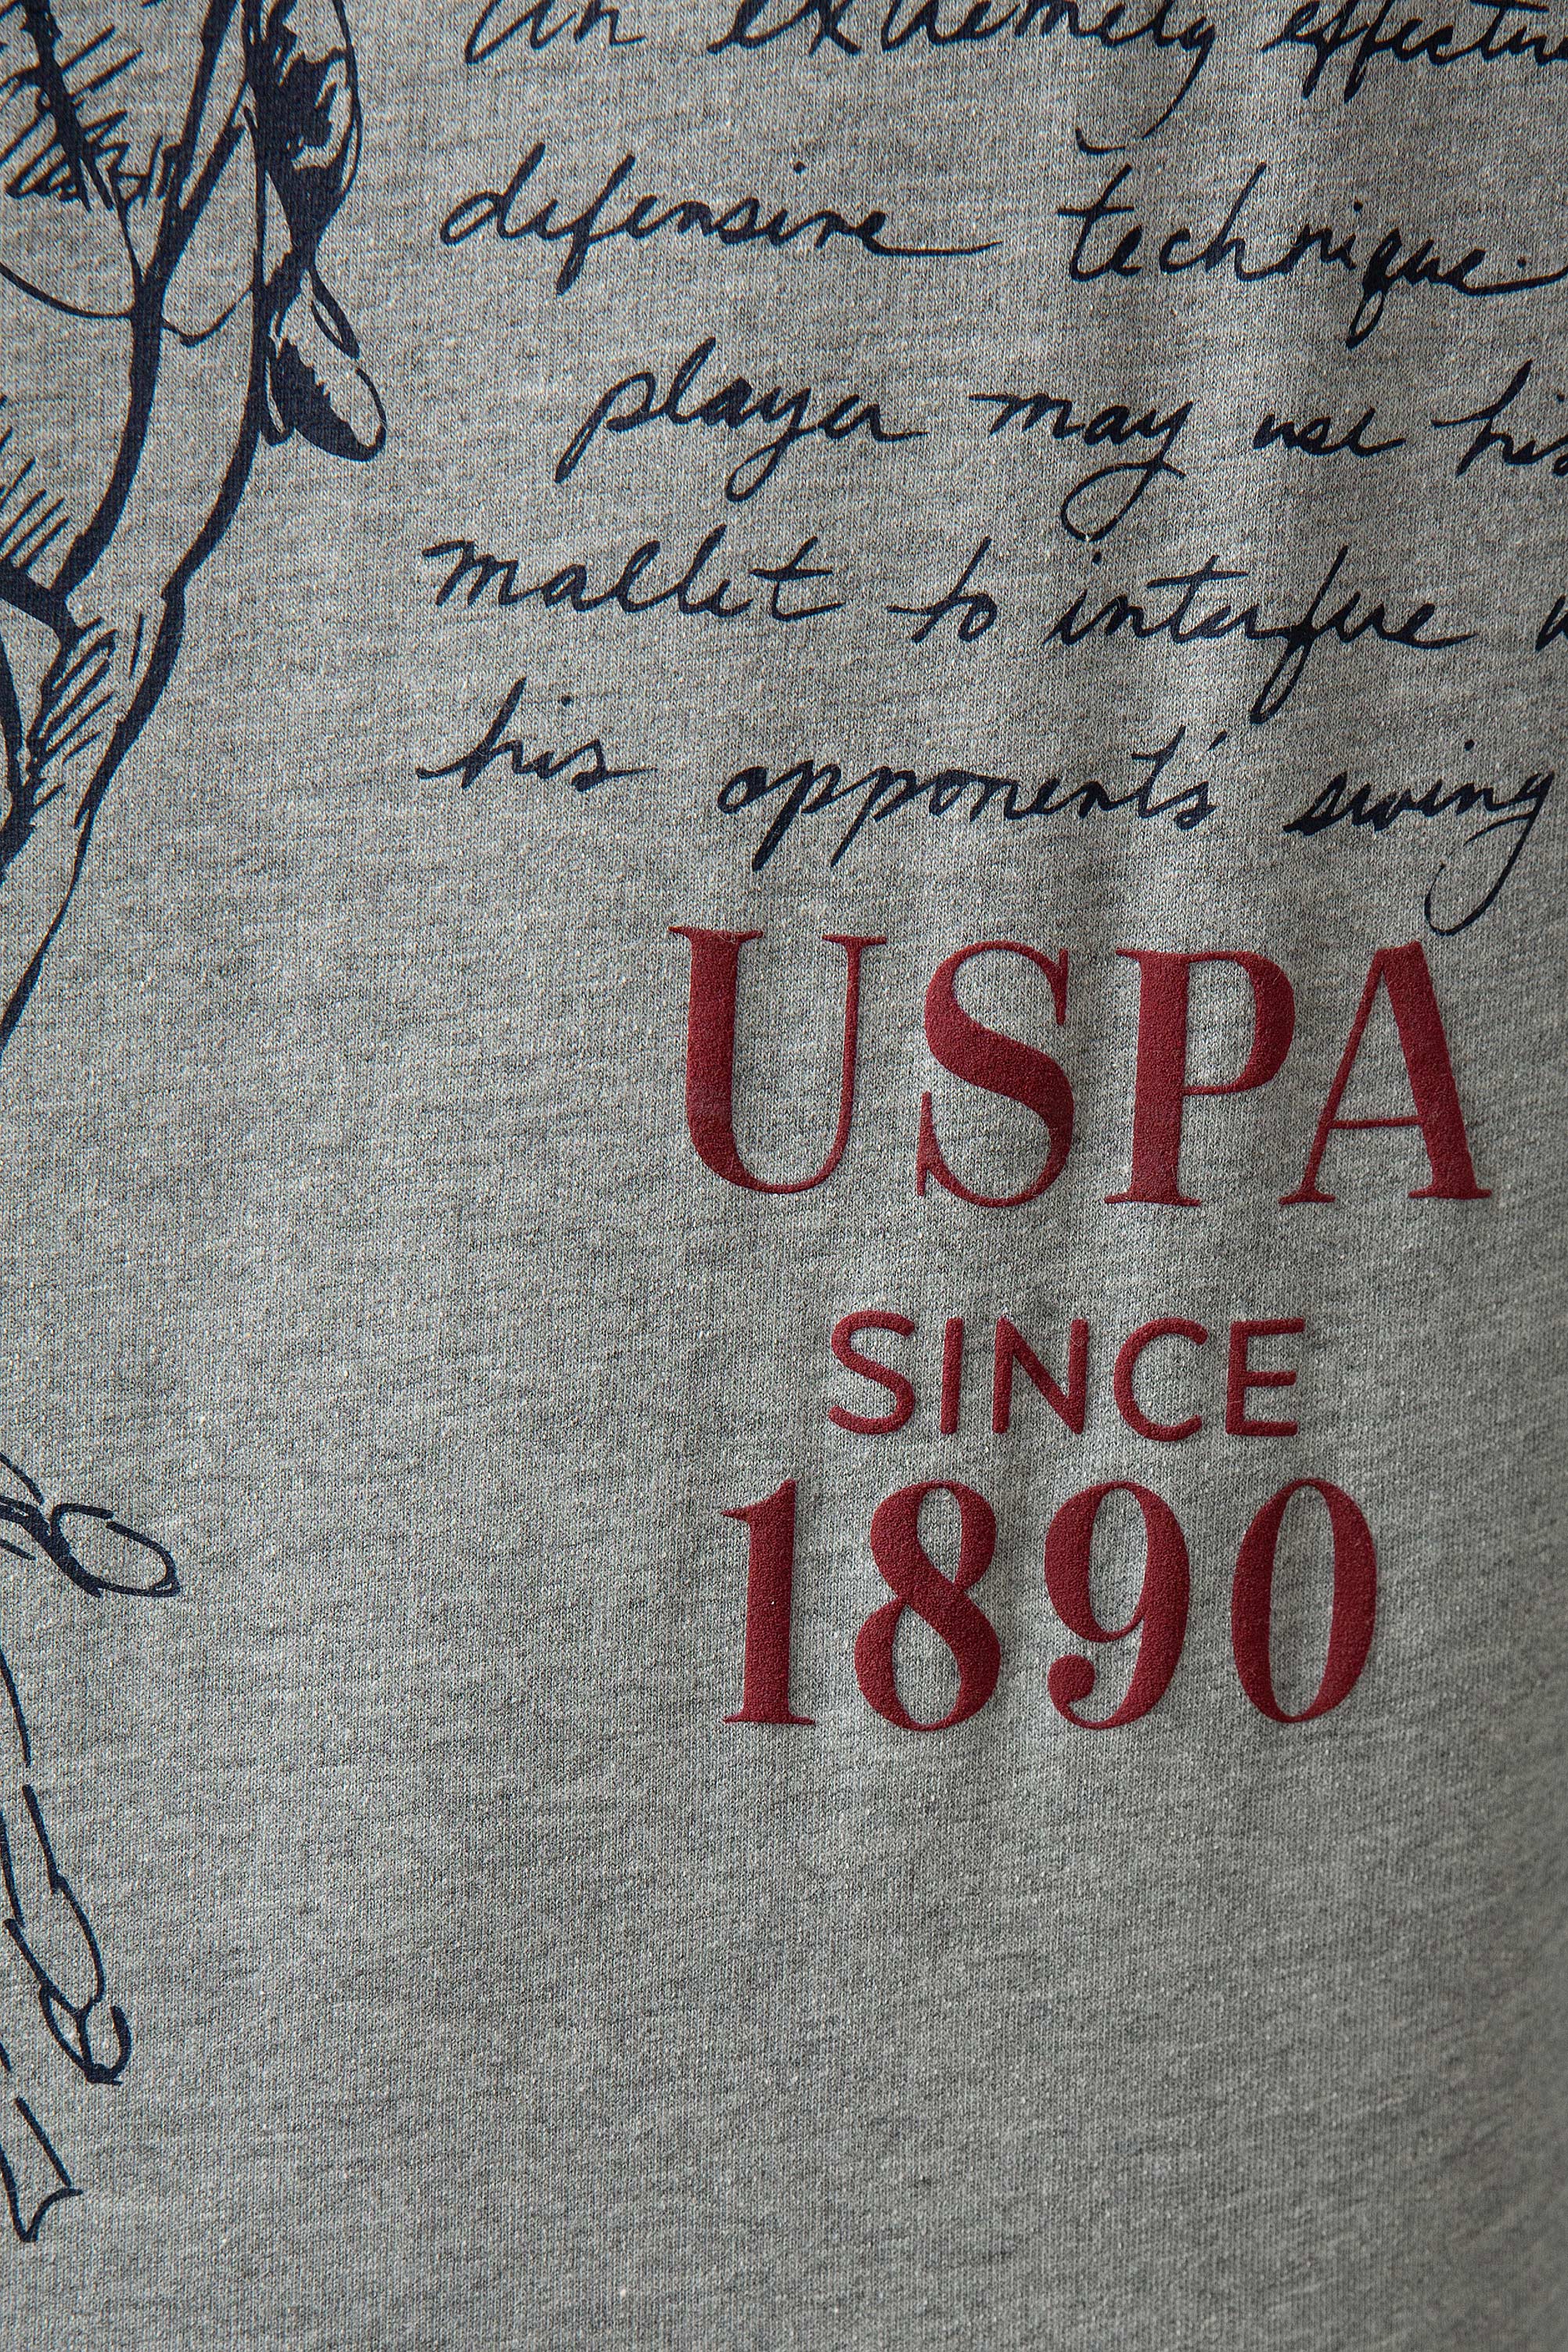 An extremely effective
defensive technique.
player may use his
mallet to interfere
his opponent's swing
USPA
SINCE
1890